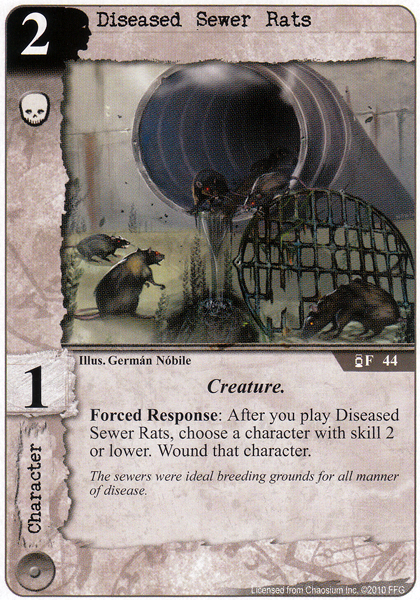 2
Diseased Sewer Rats
Illus. Germán Nóbile
F 44
1
Creature.
Forced Response: After you play Diseased
Sewer Rats, choose a character with skill 2
or lower. Wound that character.
The sewers were ideal breeding grounds for all manner
of disease.
Character
Licensed from Chaosium Inc. ©2010 FFG